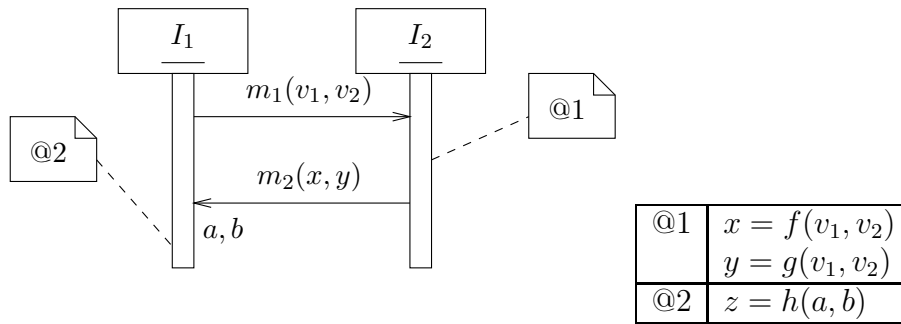 I₁
I₂
m₁(v₁, v₂)
@1
@2
m₂(x, y)
a, b
@1 x = f(v₁, v₂)
y = g(v₁, v₂)
@2 z = h(a, b)